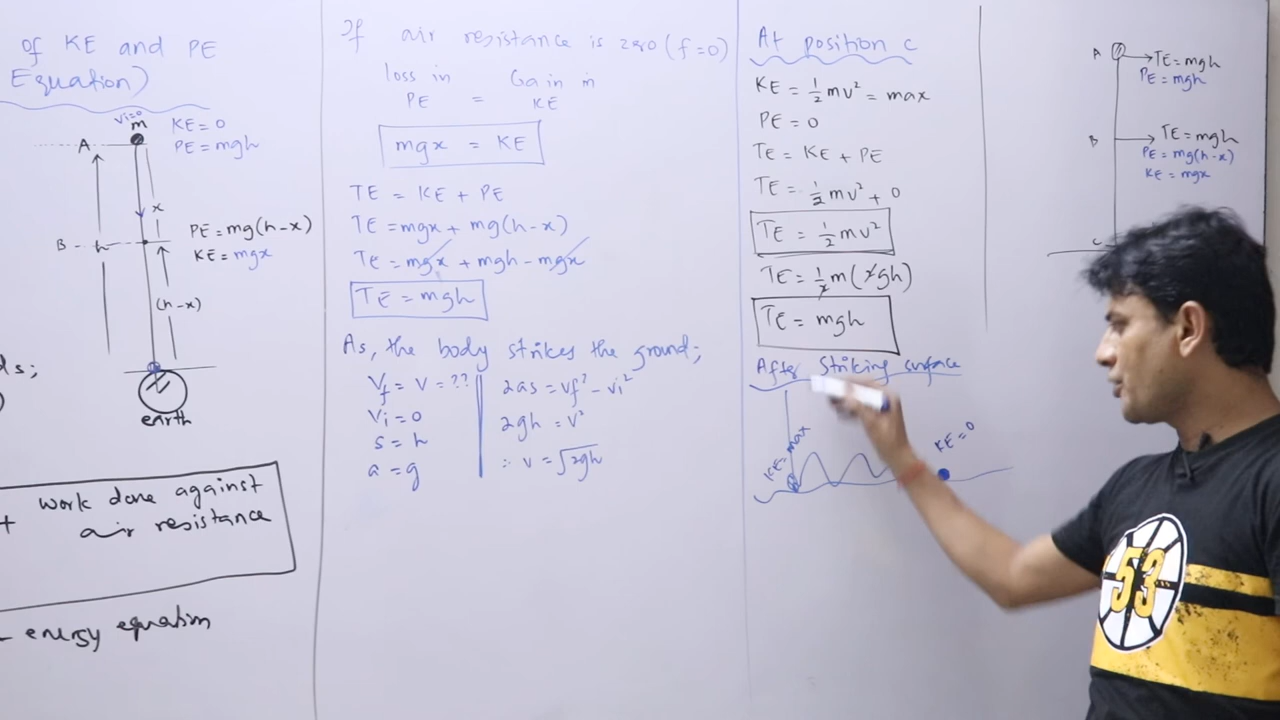 of KE and PE
Equation)
Vi=0
m
KE=0
PE=mgh
A
x
B
h
PE=mg(h-x)
KE=mgx
(h-x)
ds;
earth
+ work done against
air resistance
energy equation
If air resistance is zero (f=0)
loss in Gain in
PE = KE
mgx = KE
TE = KE + PE
TE = mgx + mg(h-x)
TE = mgx + mgh - mgx
TE = mgh
As, the body strikes the ground;
Vf = V = ??
Vi = 0
s = h
a = g
2as = vf² - vi²
2gh = v²
∴ v = √2gh
At position c
KE = ½mv² = max
PE = 0
TE = KE + PE
TE = ½mv² + 0
TE = ½mv²
TE = ½m(2gh)
TE = mgh
After striking surface
KE = max
KE = 0
A
TE = mgh
PE = mgh
B
TE = mgh
PE = mg(h-x)
KE = mgx
C
53